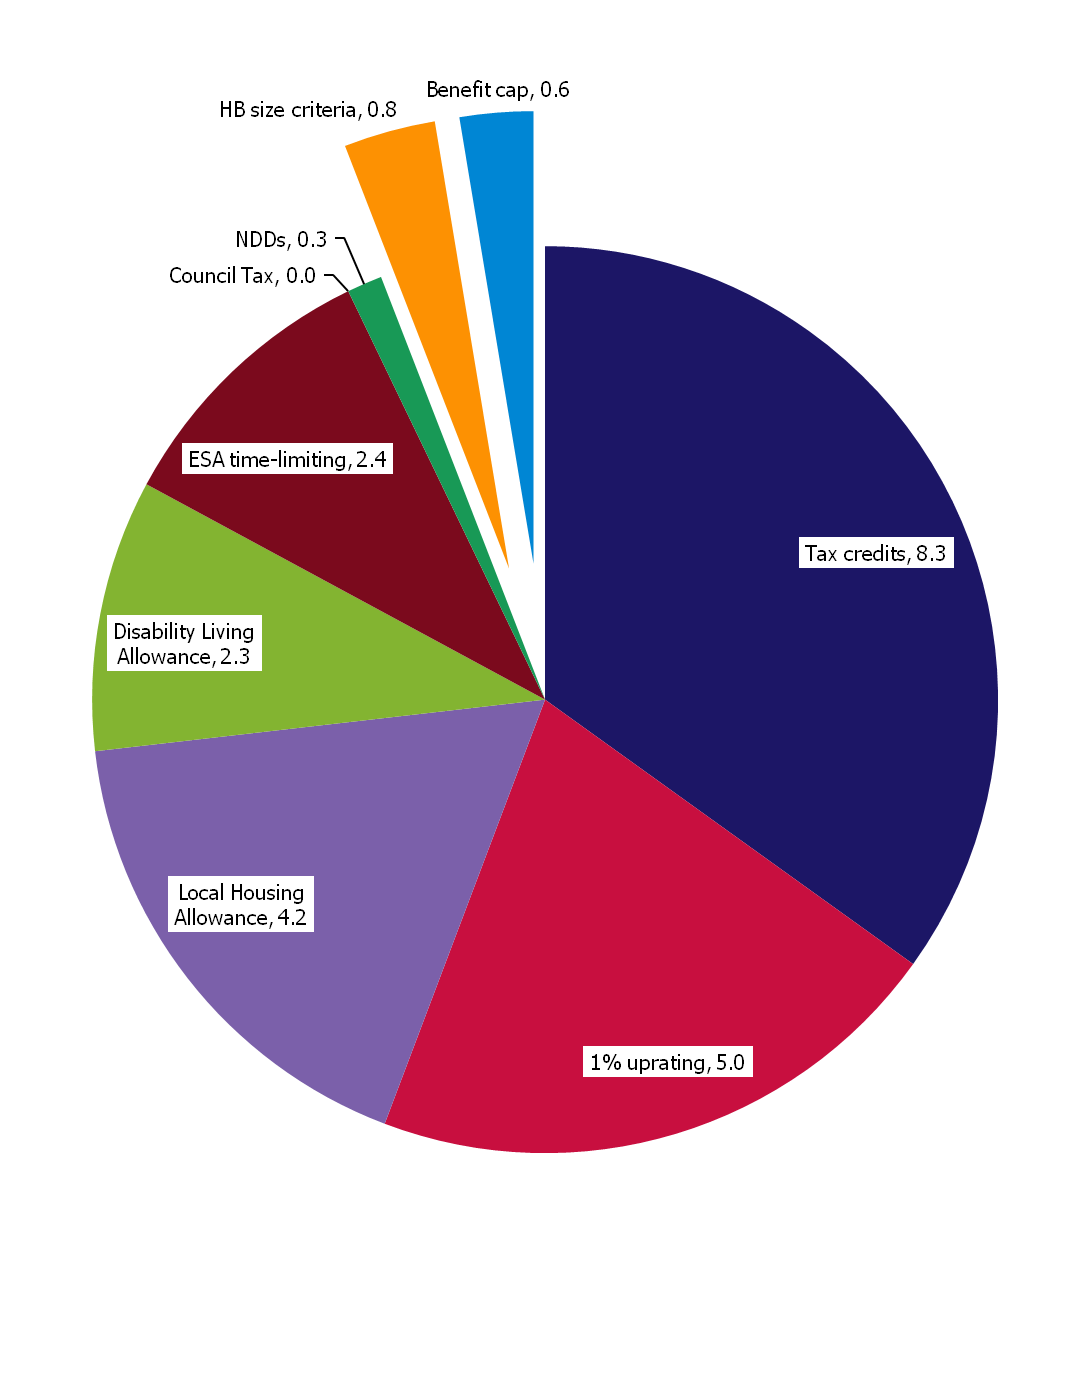 Benefit cap, 0.6
HB size criteria, 0.8
NDDs, 0.3
Council Tax, 0.0
ESA time-limiting, 2.4
Tax credits, 8.3
Disability Living
Allowance, 2.3
Local Housing
Allowance, 4.2
1% uprating, 5.0